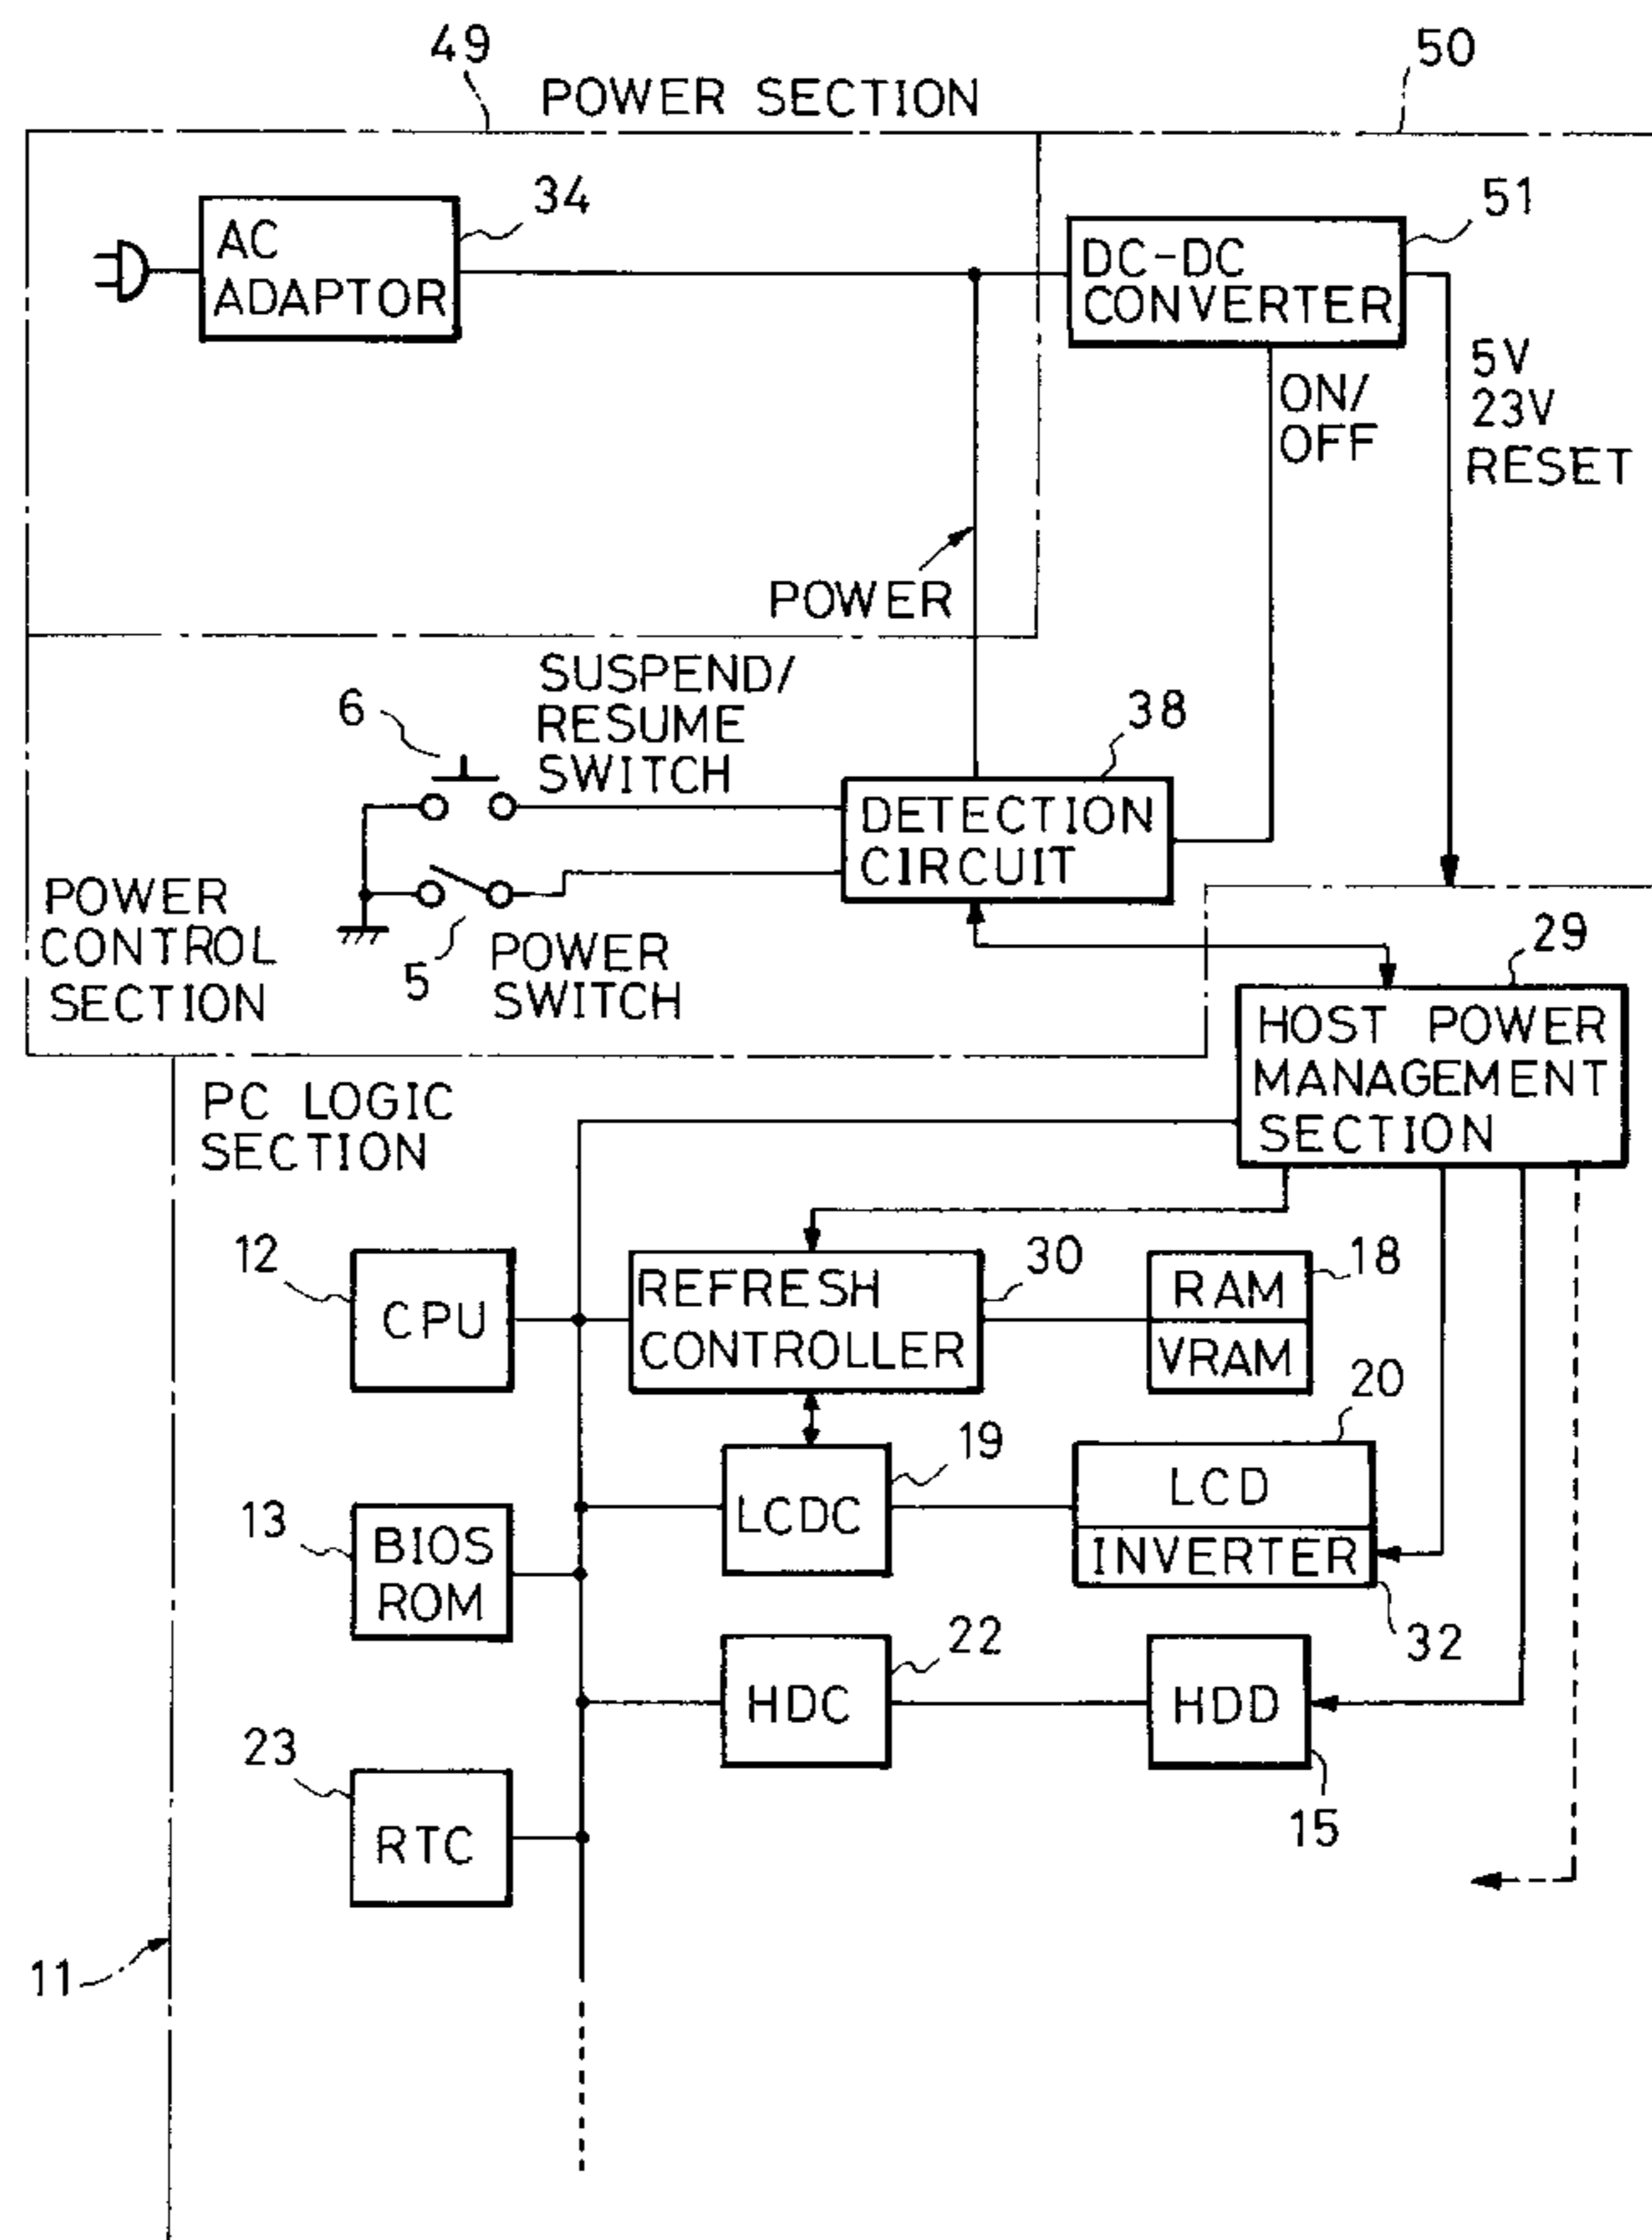 49
POWER SECTION
50
34
AC
ADAPTOR
51
DC-DC
CONVERTER
ON/
OFF
5V
23V
RESET
POWER
6
SUSPEND/
RESUME
SWITCH
38
DETECTION
CIRCUIT
POWER
CONTROL
SECTION
5
POWER
SWITCH
29
HOST POWER
MANAGEMENT
SECTION
PC LOGIC
SECTION
12
CPU
REFRESH
CONTROLLER
30
RAM
VRAM
18
20
13
BIOS
ROM
LCDC
19
LCD
INVERTER
32
22
HDC
HDD
15
23
RTC
11